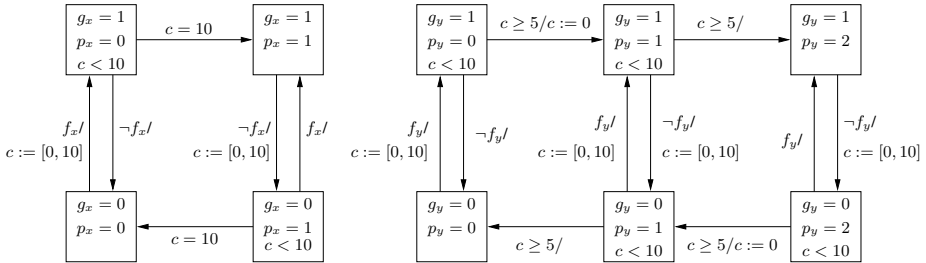 g_x = 1
p_x = 0
c < 10
c = 10
g_x = 1
p_x = 1
f_x/
c := [0, 10]
¬f_x/
¬f_x/
c := [0, 10]
f_x/
g_x = 0
p_x = 0
c = 10
g_x = 0
p_x = 1
c < 10
g_y = 1
p_y = 0
c < 10
c ≥ 5/c := 0
g_y = 1
p_y = 1
c < 10
c ≥ 5/
g_y = 1
p_y = 2
f_y/
c := [0, 10]
¬f_y/
f_y/
c := [0, 10]
¬f_y/
c := [0, 10]
f_y/
¬f_y/
c := [0, 10]
g_y = 0
p_y = 0
c ≥ 5/
g_y = 0
p_y = 1
c < 10
c ≥ 5/c := 0
g_y = 0
p_y = 2
c < 10